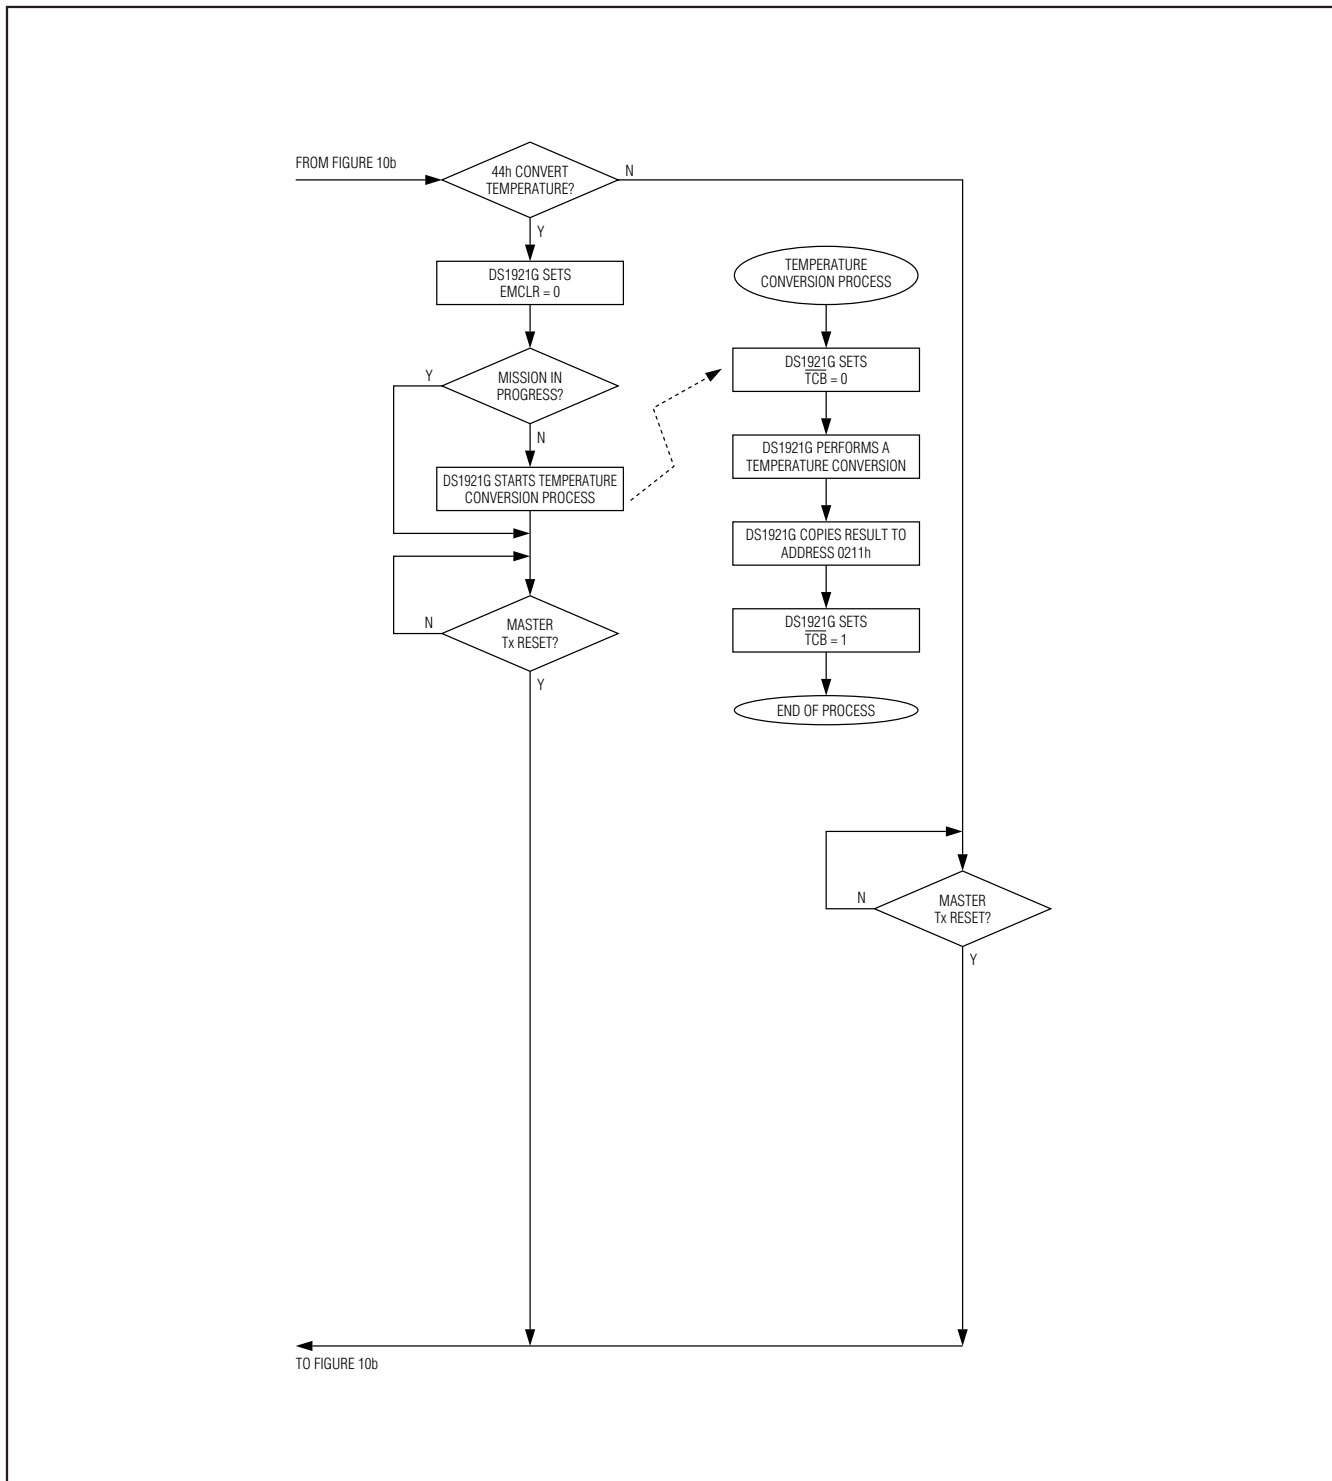 FROM FIGURE 10b
44h CONVERT
TEMPERATURE?
N
Y
DS1921G SETS
EMCLR = 0
MISSION IN
PROGRESS?
Y
N
DS1921G STARTS TEMPERATURE
CONVERSION PROCESS
MASTER
Tx RESET?
N
Y
TEMPERATURE
CONVERSION PROCESS
DS1921G SETS
T̅C̅B̅ = 0
DS1921G PERFORMS A
TEMPERATURE CONVERSION
DS1921G COPIES RESULT TO
ADDRESS 0211h
DS1921G SETS
T̅C̅B̅ = 1
END OF PROCESS
MASTER
Tx RESET?
N
Y
TO FIGURE 10b